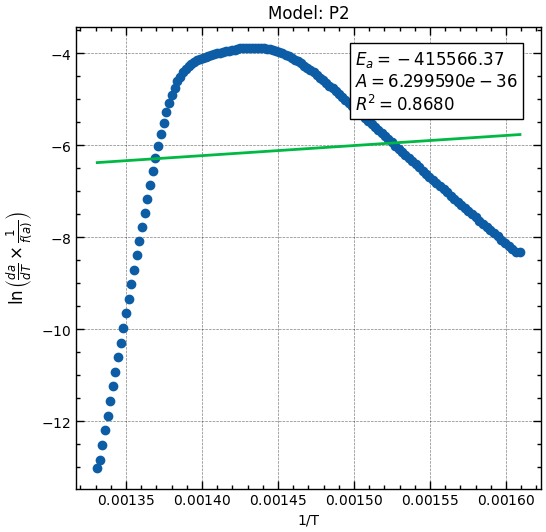 Model: P2
E_a = −415566.37
A = 6.299590e − 36
R² = 0.8680
ln(da/dT × 1/f(a))
−4
−6
−8
−10
−12
0.00135 0.00140 0.00145 0.00150 0.00155 0.00160
1/T